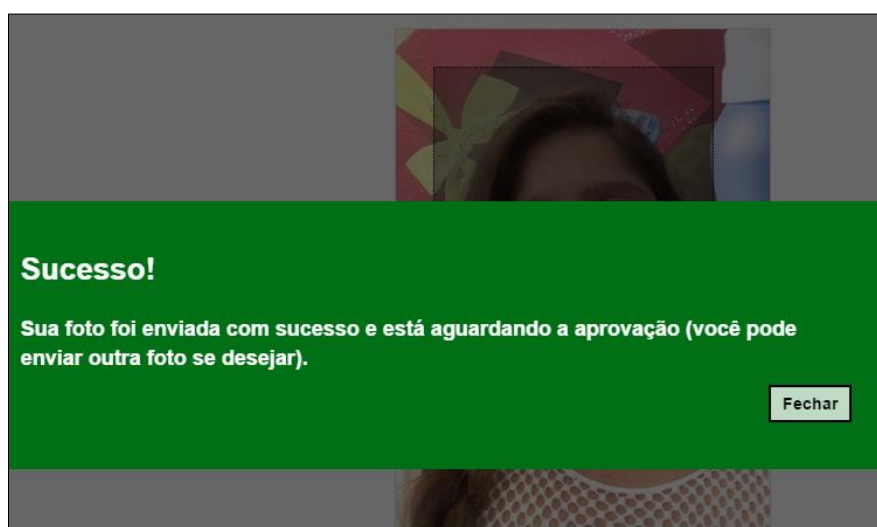 Sucesso!
Sua foto foi enviada com sucesso e está aguardando a aprovação (você pode
enviar outra foto se desejar).
Fechar